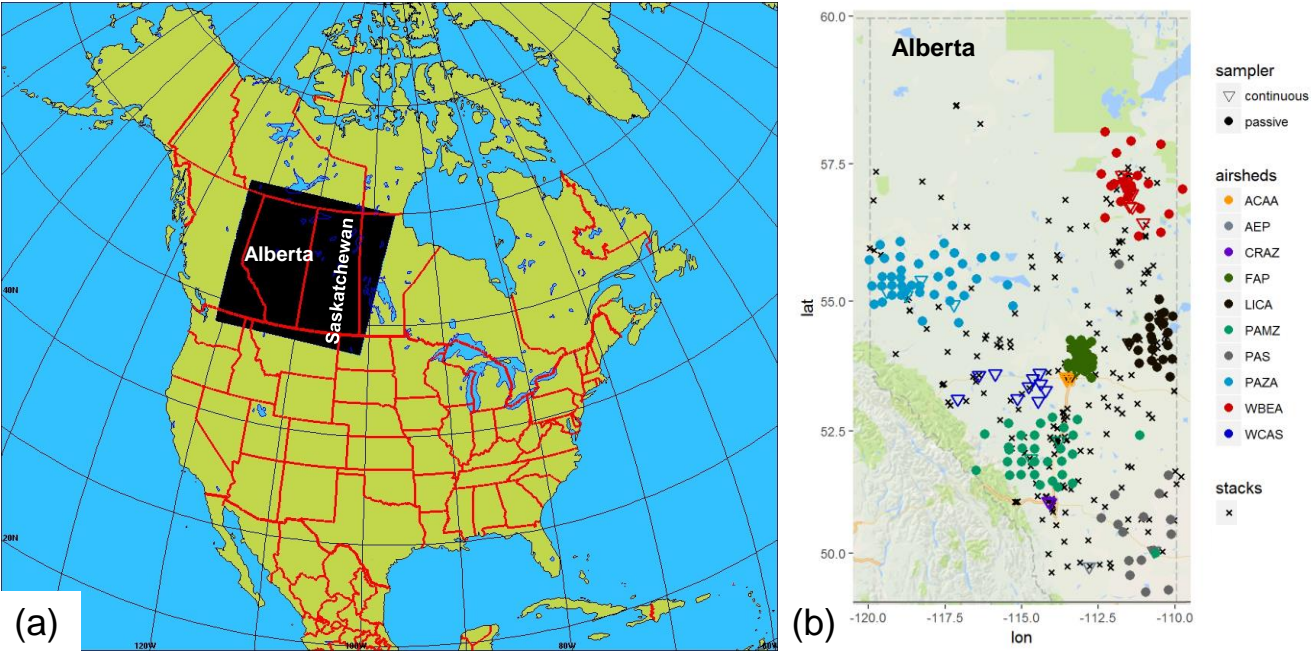 Alberta
Saskatchewan
40N
20N
120W
100W
80W
60W
(a)
Alberta
60.0
57.5
55.0
52.5
50.0
lat
-120.0
-117.5
-115.0
-112.5
-110.0
lon
(b)
sampler
continuous
passive
airsheds
ACAA
AEP
CRAZ
FAP
LICA
PAMZ
PAS
PAZA
WBEA
WCAS
stacks